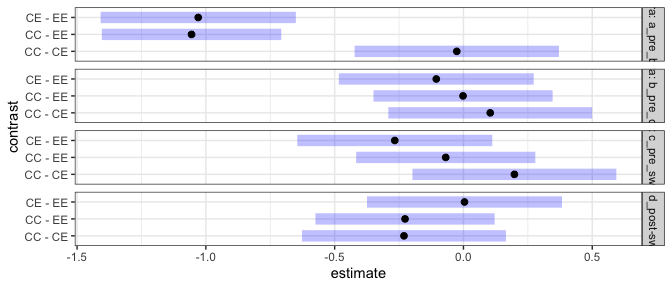 CE - EE
CC - EE
CC - CE
a: a_pre_b
CE - EE
CC - EE
CC - CE
a: b_pre_c
CE - EE
CC - EE
CC - CE
: c_pre_sw
CE - EE
CC - EE
CC - CE
d_post-sw
contrast
-1.5 -1.0 -0.5 0.0 0.5
estimate